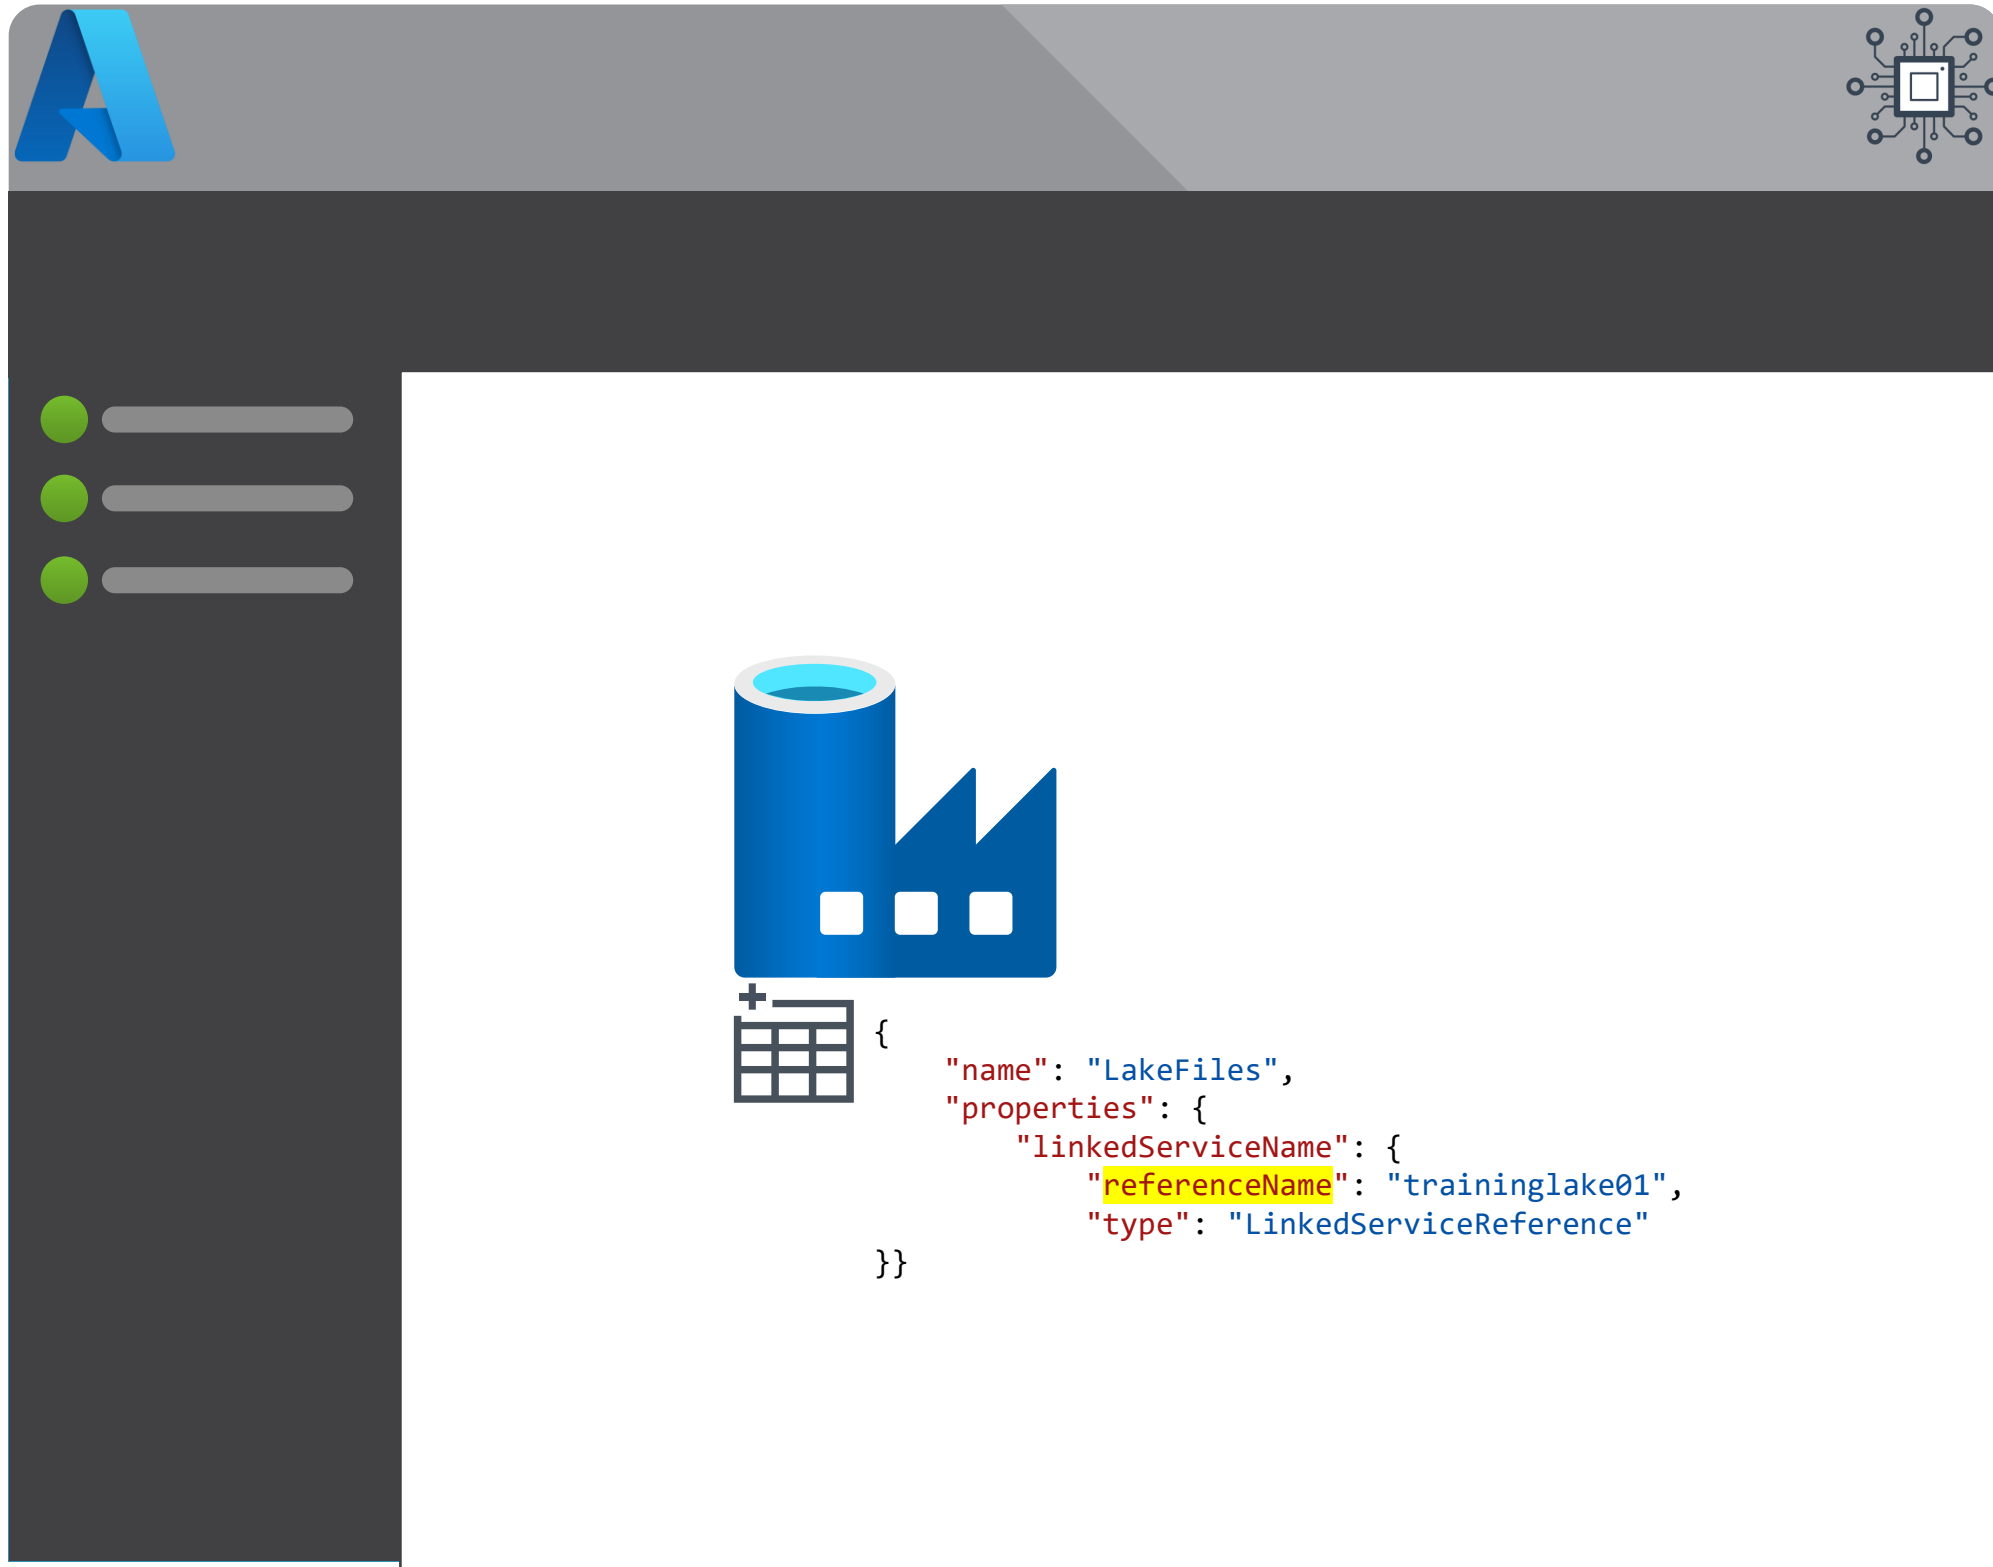 {
"name": "LakeFiles",
"properties": {
"linkedServiceName": {
"referenceName": "traininglake01",
"type": "LinkedServiceReference"
}}